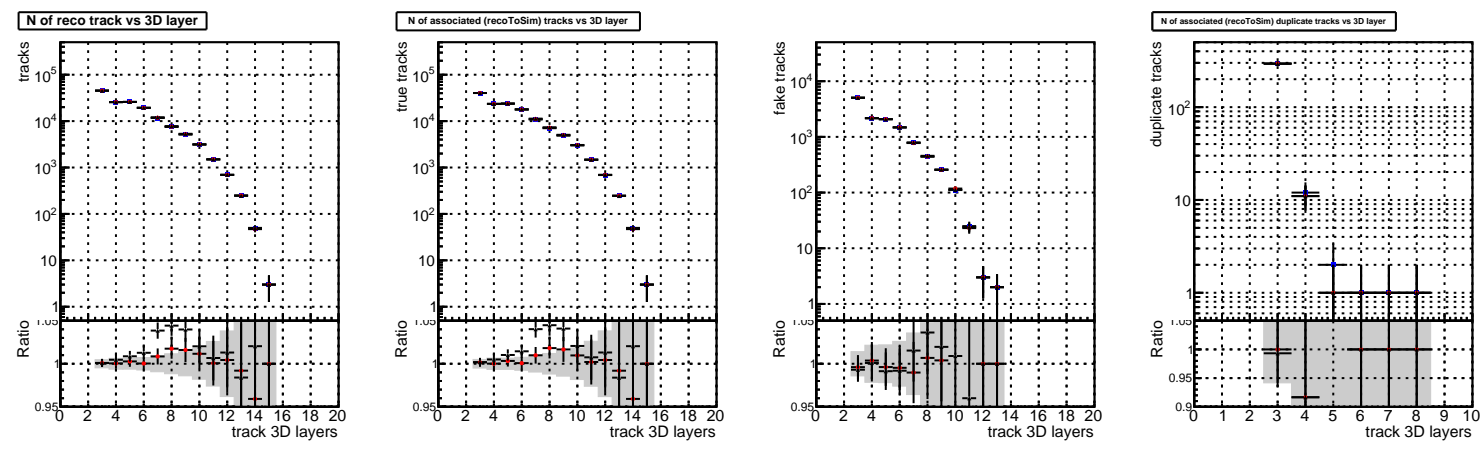 N of reco track vs 3D layer
tracks
10^5
10^4
10^3
10^2
10
1
Ratio
1.05
1
0.95
0 2 4 6 8 10 12 14 16 18 20
track 3D layers
N of associated (recoToSim) tracks vs 3D layer
true tracks
10^5
10^4
10^3
10^2
10
1
Ratio
1.05
1
0.95
0 2 4 6 8 10 12 14 16 18 20
track 3D layers
fake tracks
10^4
10^3
10^2
10
1
Ratio
1.05
1
0.95
0 2 4 6 8 10 12 14 16 18 20
track 3D layers
N of associated (recoToSim) duplicate tracks vs 3D layer
duplicate tracks
10^2
10
1
Ratio
1.05
1
0.95
0.9
0 1 2 3 4 5 6 7 8 9 10
track 3D layers